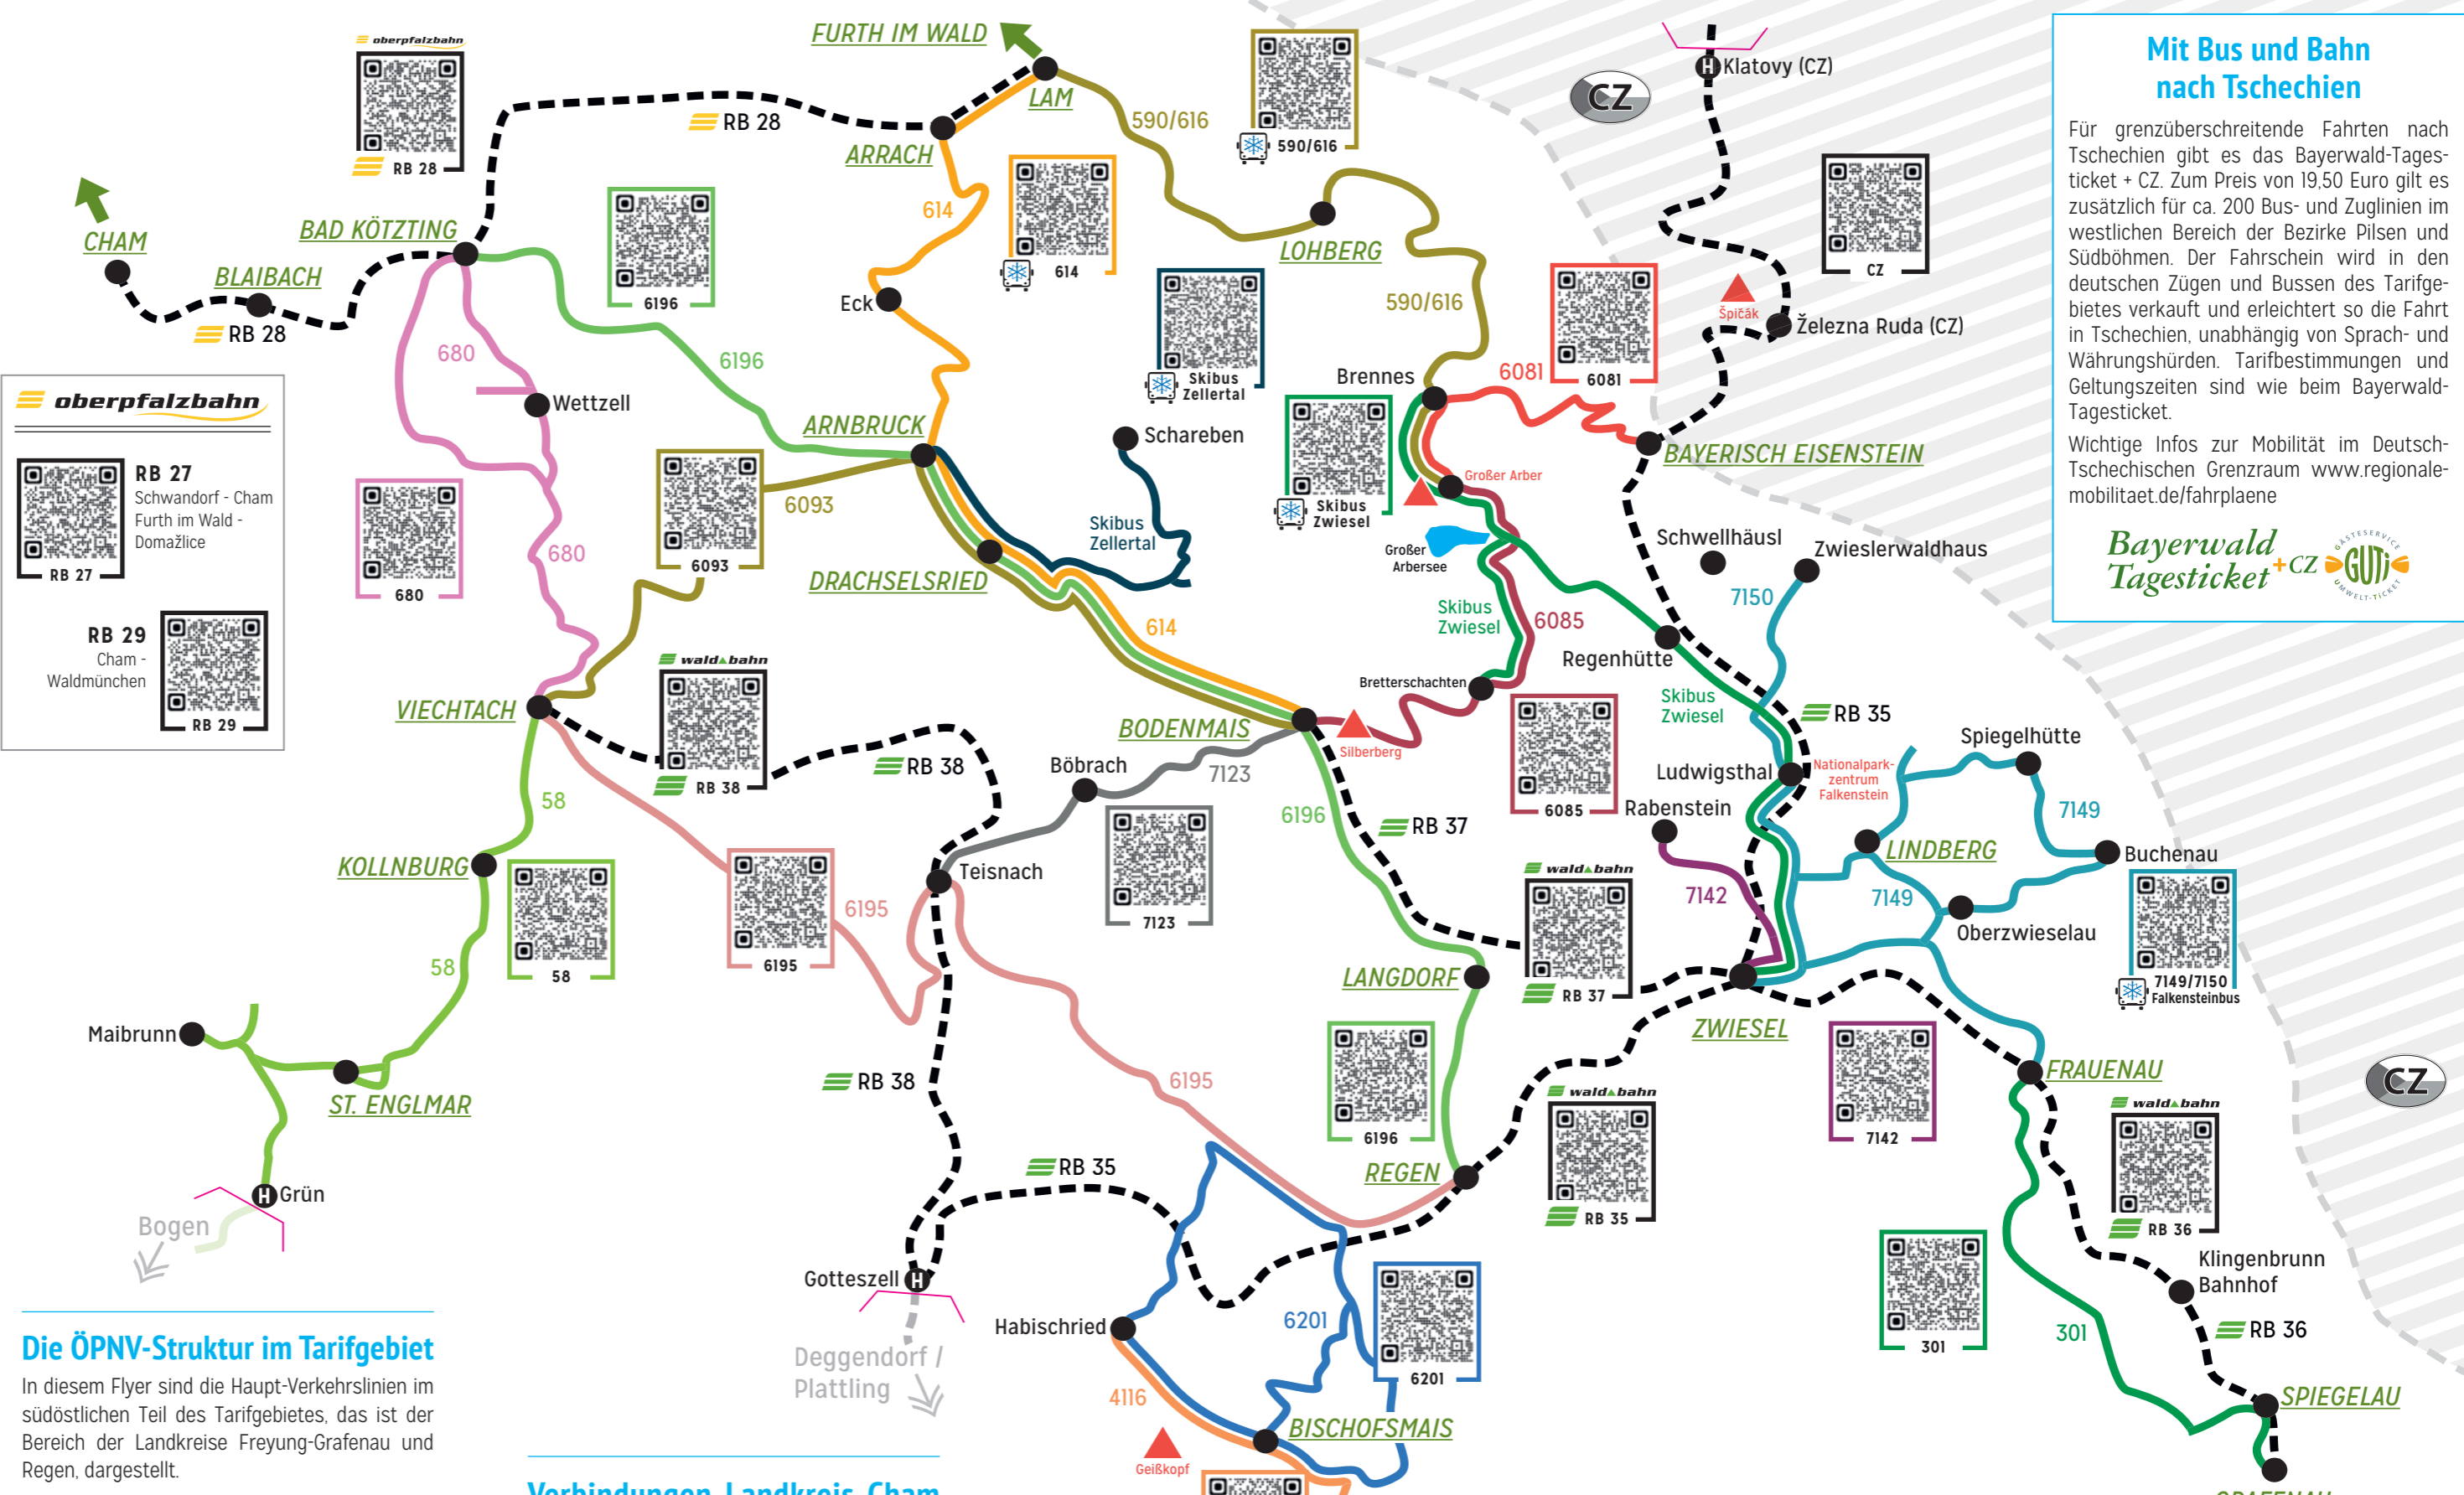 FURTH IM WALD
oberpfalzbahn
RB 28
RB 28
LAM
ARRACH
590/616
590/616
614
614
CZ
Klatovy (CZ)
H
CZ
CHAM
BAD KÖTZTING
BLAIBACH
RB 28
6196
6196
LOHBERG
590/616
Eck
Špičák
Železna Ruda (CZ)
Skibus
Zellertal
Brennes
6081
6081
680
Wettzell
oberpfalzbahn
RB 27
Schwandorf - Cham
Furth im Wald -
Domažlice
RB 27
RB 29
Cham -
Waldmünchen
RB 29
ARNBRUCK
Schareben
BAYERISCH EISENSTEIN
Großer Arber
Skibus
Zwiesel
6093
6093
680
680
Skibus
Zellertal
Großer
Arbersee
DRACHSELSRIED
Schwellhäusl
Zwieslerwaldhaus
7150
Skibus
Zwiesel
6085
614
Regenhütte
Bretterschachten
Skibus
Zwiesel
RB 35
VIECHTACH
waldbahn
RB 38
RB 38
BODENMAIS
Silberberg
7123
Böbrach
6085
Ludwigsthal
Nationalpark-
zentrum
Falkenstein
Spiegelhütte
Rabenstein
7149
58
6196
RB 37
LINDBERG
Buchenau
KOLLNBURG
58
Teisnach
7123
6195
6195
waldbahn
RB 37
7142
7149
Oberzwieselau
7149/7150
Falkensteinbus
58
LANGDORF
ZWIESEL
Maibrunn
ST. ENGLMAR
RB 38
6195
6196
waldbahn
RB 35
7142
FRAUENAU
CZ
waldbahn
RB 36
H
Grün
Bogen
RB 35
REGEN
Gotteszell
H
Deggendorf /
Plattling
Habischried
6201
6201
4116
Geißkopf
BISCHOFSMAIS
301
301
Klingenbrunn
Bahnhof
RB 36
SPIEGELAU
Mit Bus und Bahn
nach Tschechien
Für grenzüberschreitende Fahrten nach
Tschechien gibt es das Bayerwald-Tages-
ticket + CZ. Zum Preis von 19,50 Euro gilt es
zusätzlich für ca. 200 Bus- und Zuglinien im
westlichen Bereich der Bezirke Pilsen und
Südböhmen. Der Fahrschein wird in den
deutschen Zügen und Bussen des Tarifge-
bietes verkauft und erleichtert so die Fahrt
in Tschechien, unabhängig von Sprach- und
Währungshürden. Tarifbestimmungen und
Geltungszeiten sind wie beim Bayerwald-
Tagesticket.
Wichtige Infos zur Mobilität im Deutsch-
Tschechischen Grenzraum www.regionale-
mobilitaet.de/fahrplaene
Bayerwald
Tagesticket +CZ
GÄSTESERVICE
GUTi
UMWELT-TICKET
Die ÖPNV-Struktur im Tarifgebiet
In diesem Flyer sind die Haupt-Verkehrslinien im
südöstlichen Teil des Tarifgebietes, das ist der
Bereich der Landkreise Freyung-Grafenau und
Regen, dargestellt.
Verbindungen Landkreis Cham